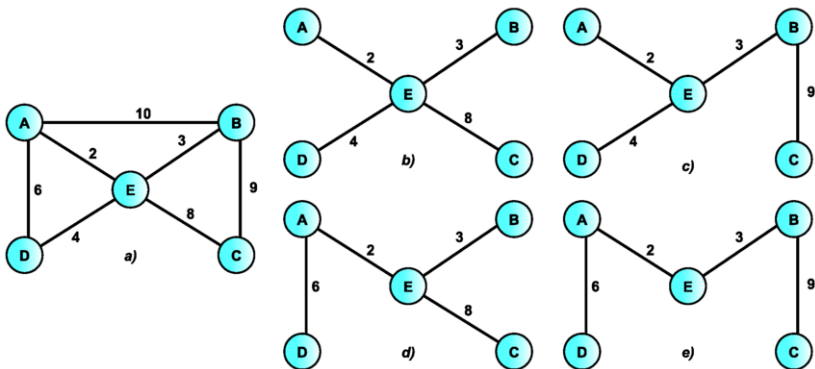 A 10 B
2 3
6 E 9
4 8
D a) C
A B
2 3
E
4 8
D b) C
A B
2 3
E 9
4
D c) C
A B
2 3
6 E
8
D d) C
A B
2 3
6 E 9
D e) C